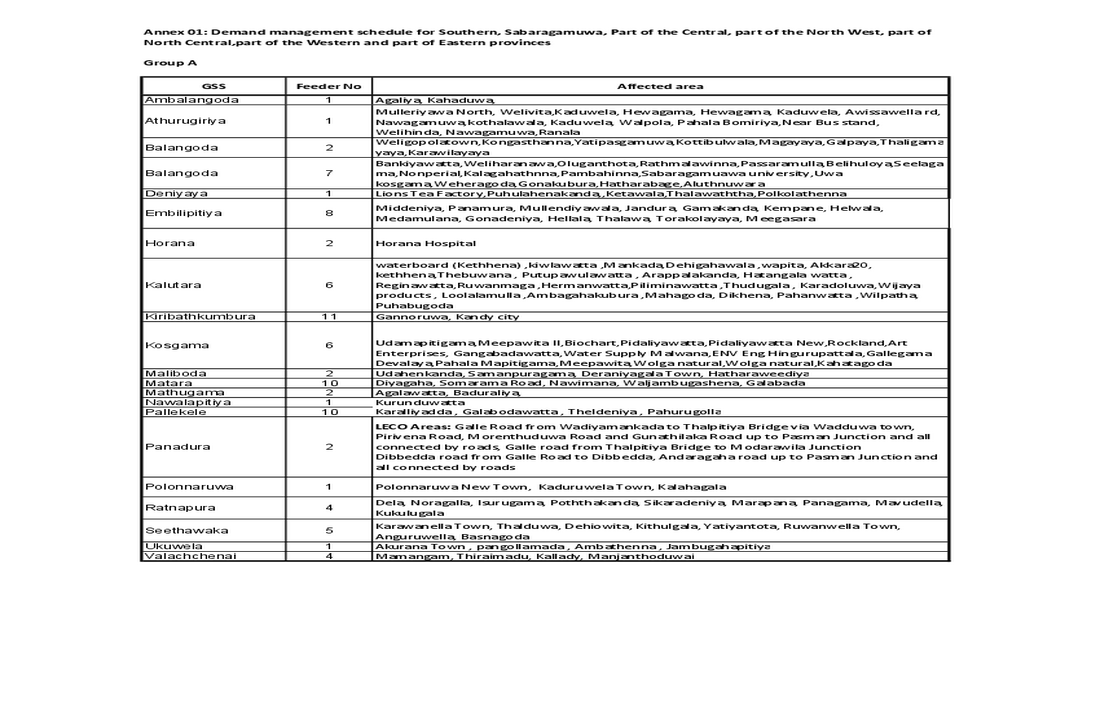 Annex 01: Demand management schedule for Southern, Sabaragamuwa, Part of the Central, part of the North West, part of
North Central,part of the Western and part of Eastern provinces
Group A
GSS Feeder No Affected area
Ambalangoda 1 Agaliya, Kahaduwa,
Athurugiriya 1 Mulleriyawa North, Welivita,Kaduwela, Hewagama, Hewagama, Kaduwela, Awissawella rd,
Nawagamuwa,kothalawala, Kaduwela, Walpola, Pahala Bomiriya,Near Bus stand,
Welihinda, Nawagamuwa,Ranala
Balangoda 2 Weligopolatown,Kongasthanna,Yatipasgamuwa,Kottibulwala,Magayaya,Galpaya,Thaligama
yaya,Karawilayaya
Balangoda 7 Bankiyawatta,Weliharanawa,Oluganthota,Rathmalawinna,Passaramulla,Belihuloya,Seelaga
ma,Nonperial,Kalagahathnna,Pambahinna,Sabaragamuawa university,Uwa
kosgama,Weheragoda,Gonakubura,Hatharabage,Aluthnuwara
Deniyaya 1 Lions Tea Factory,Puhulahenakanda,,Ketawala,Thalawaththa,Polkolathenna
Embilipitiya 8 Middeniya, Panamura, Mullendiyawala, Jandura, Gamakanda, Kempane, Helwala,
Medamulana, Gonadeniya, Hellala, Thalawa, Torakolayaya, Meegasara
Horana 2 Horana Hospital
Kalutara 6 waterboard (Kethhena) ,kiwlawatta ,Mankada,Dehigahawala ,wapita, Akkara20,
kethhena,Thebuwana , Putupawulawatta , Arappalakanda, Hatangala watta ,
Reginawatta,Ruwanmaga ,Hermanwatta,Piliminawatta ,Thudugala , Karadoluwa,Wijaya
products , Loolalamulla ,Ambagahakubura ,Mahagoda, Dikhena, Pahanwatta ,Wilpatha,
Puhabugoda
Kiribathkumbura 11 Gannoruwa, Kandy city
Kosgama 6 Udamapitigama,Meepawita II,Biochart,Pidaliyawatta,Pidaliyawatta New,Rockland,Art
Enterprises, Gangabadawatta,Water Supply Malwana,ENV Eng Hingurupattala,Gallegama
Devalaya,Pahala Mapitigama,Meepawita,Wolga natural,Wolga natural,Kahatagoda
Maliboda 2 Udahenkanda, Samanpuragama, Deraniyagala Town, Hatharaweediya
Matara 10 Diyagaha, Somarama Road, Nawimana, Waljambugashena, Galabada
Mathugama 2 Agalawatta, Baduraliya,
Nawalapitiya 1 Kurunduwatta
Pallekele 10 Karalliyadda , Galabodawatta , Theldeniya , Pahurugolla
Panadura 2 LECO Areas: Galle Road from Wadiyamankada to Thalpitiya Bridge via Wadduwa town,
Pirivena Road, Morenthuduwa Road and Gunathilaka Road up to Pasman Junction and all
connected by roads, Galle road from Thalpitiya Bridge to Modarawila Junction
Dibbedda road from Galle Road to Dibbedda, Andaragaha road up to Pasman Junction and
all connected by roads
Polonnaruwa 1 Polonnaruwa New Town, Kaduruwela Town, Kalahagala
Ratnapura 4 Dela, Noragalla, Isurugama, Poththakanda, Sikaradeniya, Marapana, Panagama, Mavudella,
Kukulugala
Seethawaka 5 Karawanella Town, Thalduwa, Dehiowita, Kithulgala, Yatiyantota, Ruwanwella Town,
Anguruwella, Basnagoda
Ukuwela 1 Akurana Town , pangollamada , Ambathenna , Jambugahapitiya
Valachchenai 4 Mamangam, Thiraimadu, Kallady, Manjanthoduwai